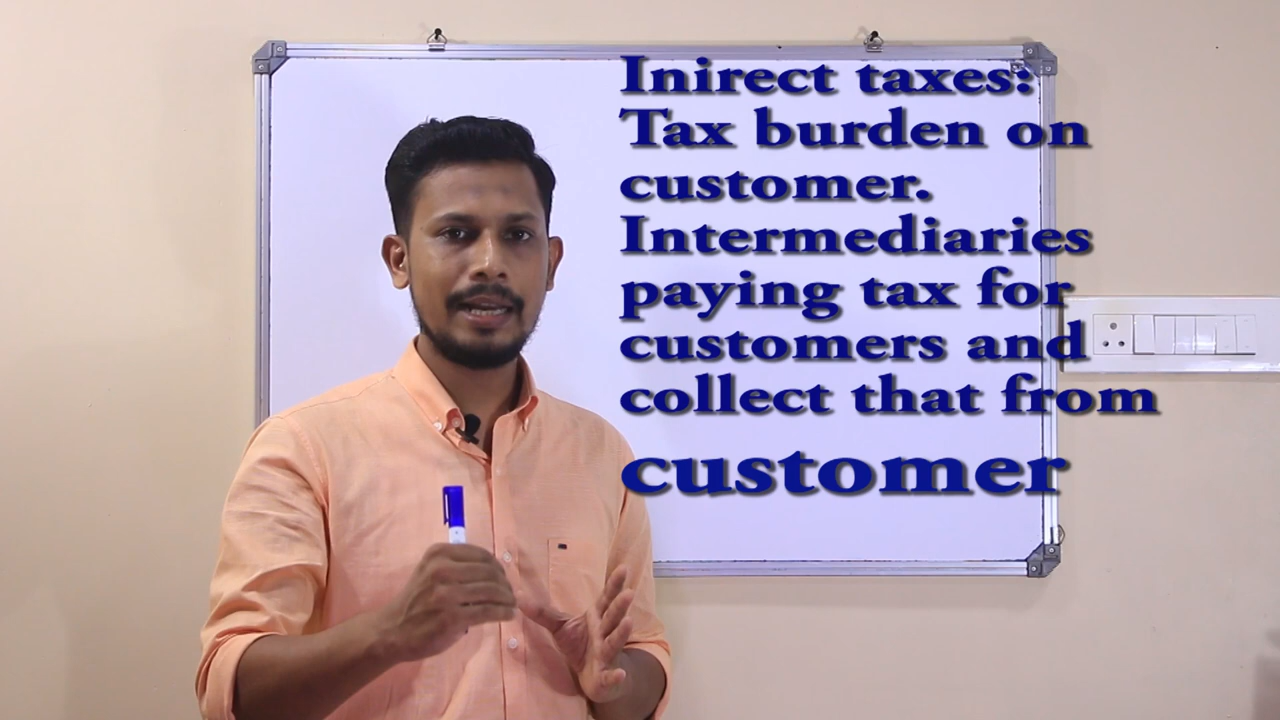 Inirect taxes:
Tax burden on
customer.
Intermediaries
paying tax for
customers and
collect that from
customer